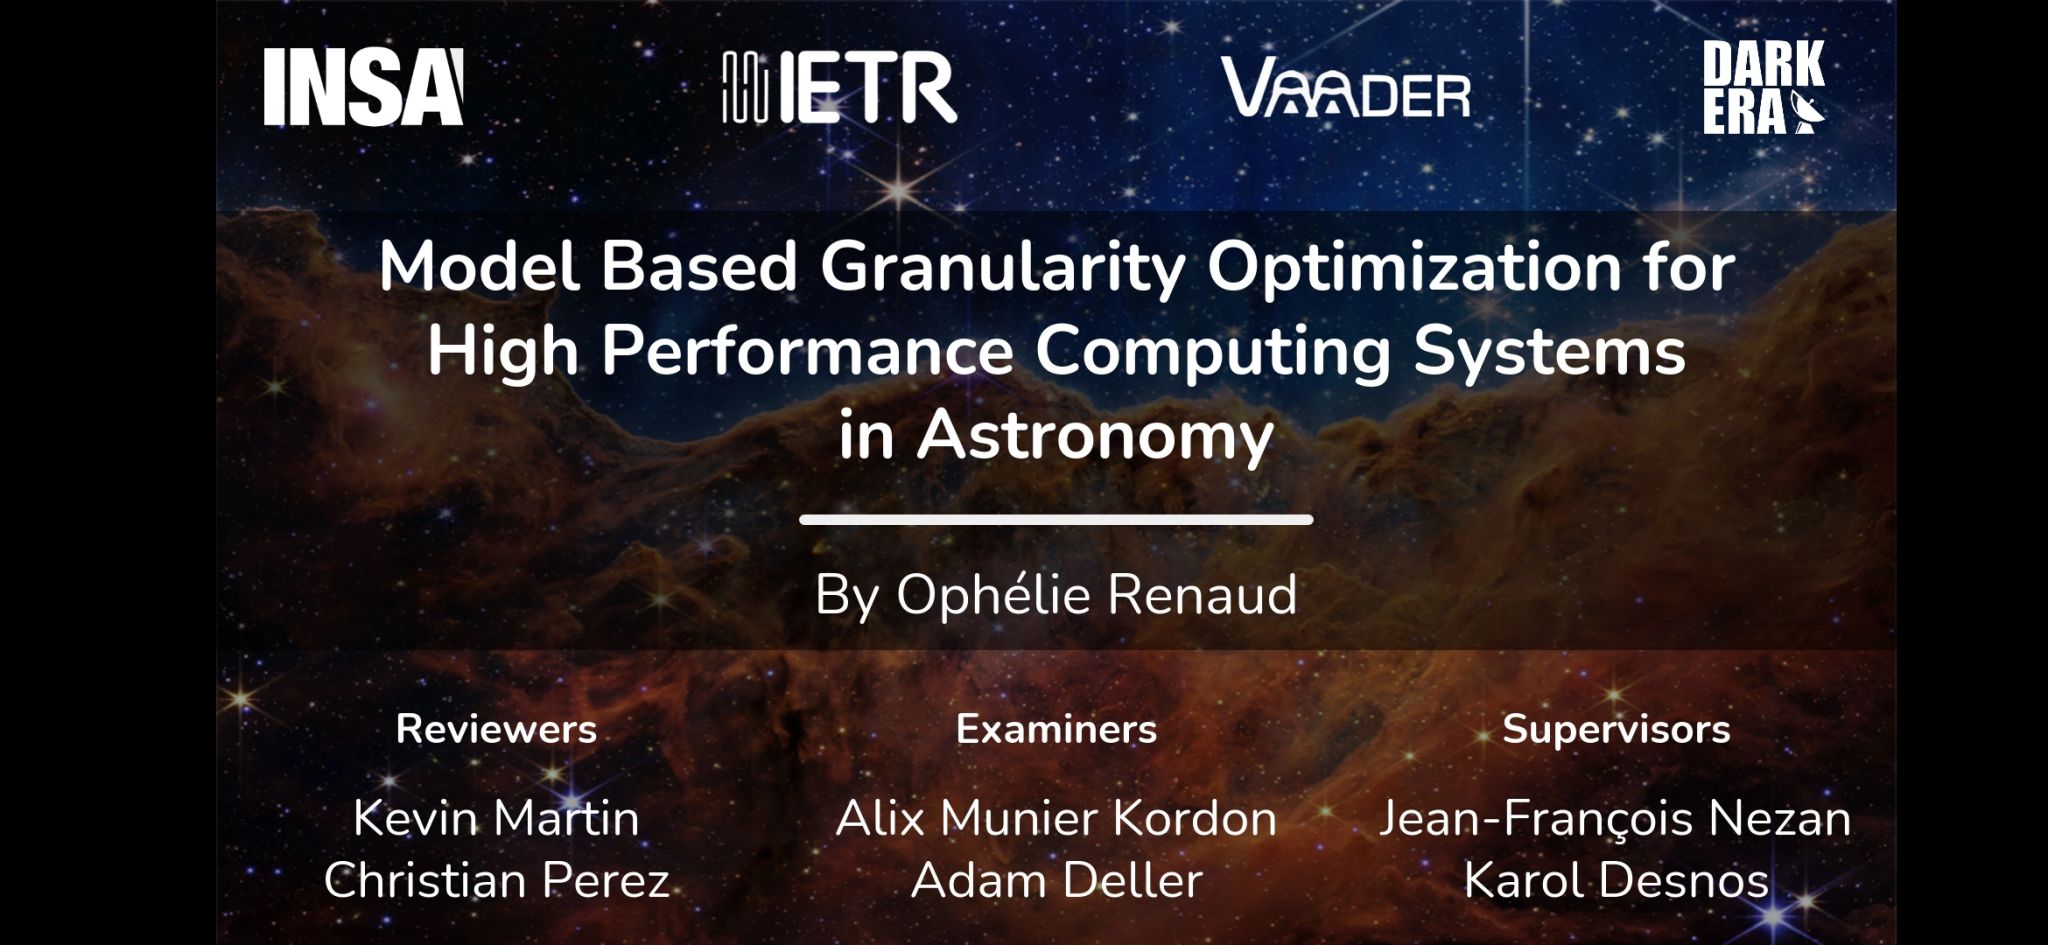 INSA
IETR
VAADER
DARK
ERA
Model Based Granularity Optimization for
High Performance Computing Systems
in Astronomy
By Ophélie Renaud
Reviewers
Kevin Martin
Christian Perez
Examiners
Alix Munier Kordon
Adam Deller
Supervisors
Jean-François Nezan
Karol Desnos